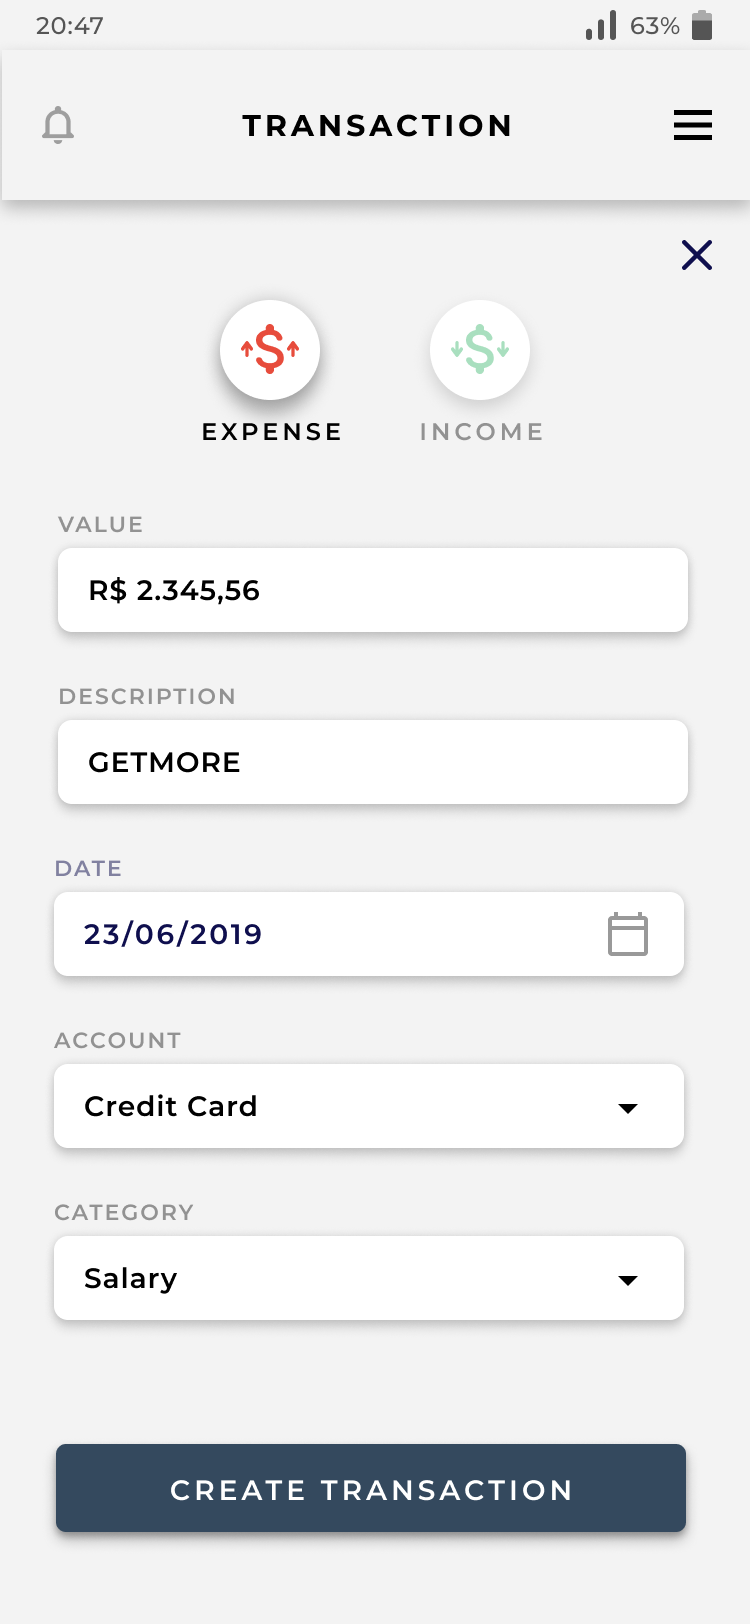 20:47 63%
TRANSACTION
EXPENSE INCOME
VALUE
R$ 2.345,56
DESCRIPTION
GETMORE
DATE
23/06/2019
ACCOUNT
Credit Card
CATEGORY
Salary
CREATE TRANSACTION